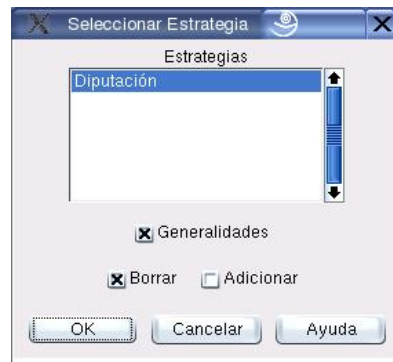 Seleccionar Estrategia
Estrategias
Diputación
Generalidades
Borrar Adicionar
OK Cancelar Ayuda